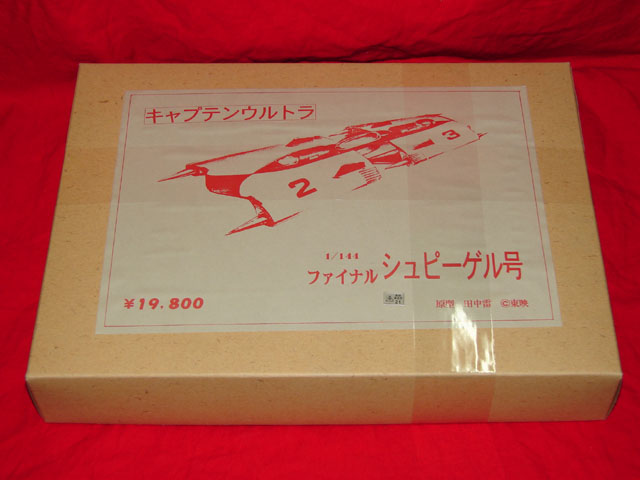 キャプテンウルトラ
2
3
1/144
ファイナル シュピーゲル号
¥19.800
原型 田中雷 ©東映